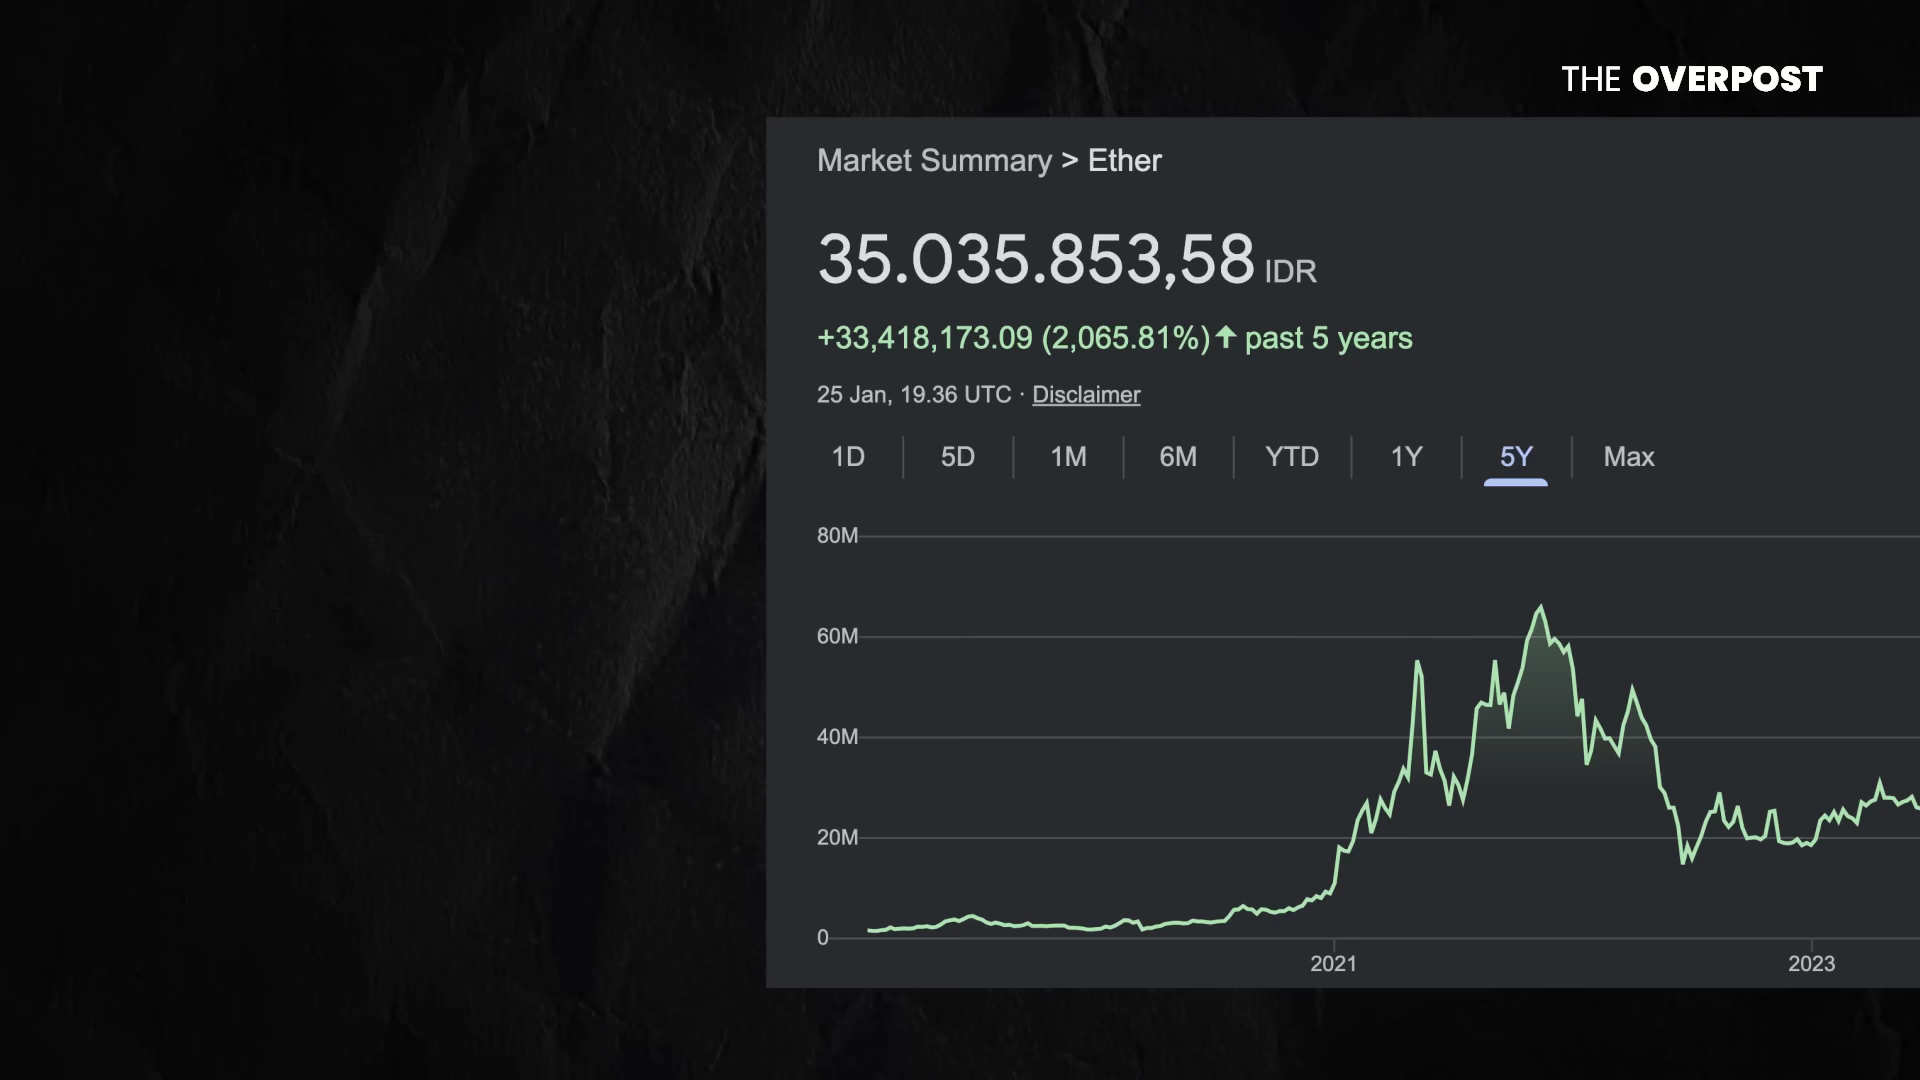 THE OVERPOST
Market Summary > Ether
35.035.853,58 IDR
+33,418,173.09 (2,065.81%)↑ past 5 years
25 Jan, 19.36 UTC · Disclaimer
1D 5D 1M 6M YTD 1Y 5Y Max
80M
60M
40M
20M
0
2021 2023